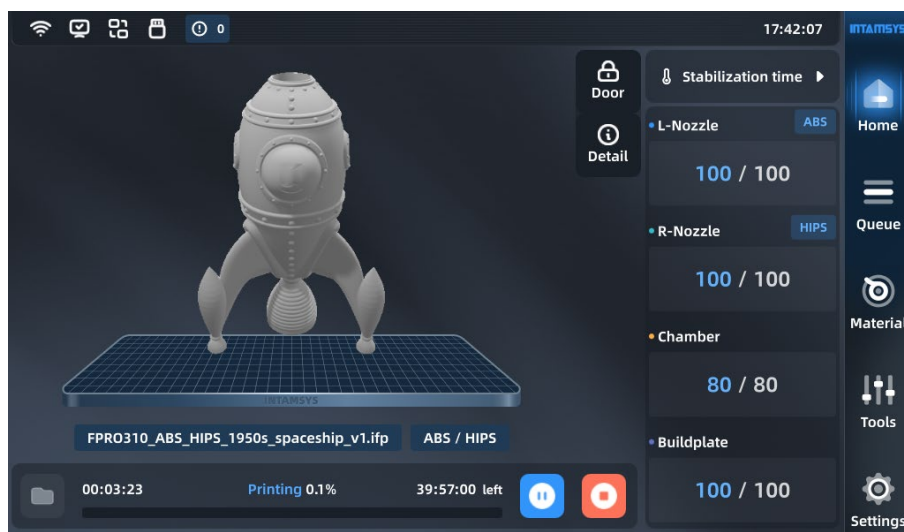 0
17:42:07
INTAMSYS
Door
Detail
Stabilization time
L-Nozzle
ABS
100 / 100
R-Nozzle
HIPS
100 / 100
Chamber
80 / 80
Buildplate
100 / 100
Home
Queue
Material
Tools
Settings
INTAMSYS
FPRO310_ABS_HIPS_1950s_spaceship_v1.ifp
ABS / HIPS
00:03:23
Printing 0.1%
39:57:00 left